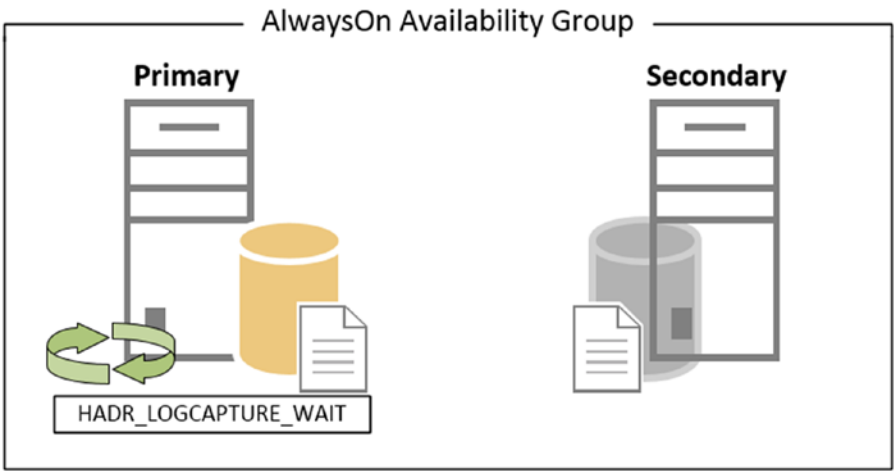 AlwaysOn Availability Group
Primary
Secondary
HADR_LOGCAPTURE_WAIT